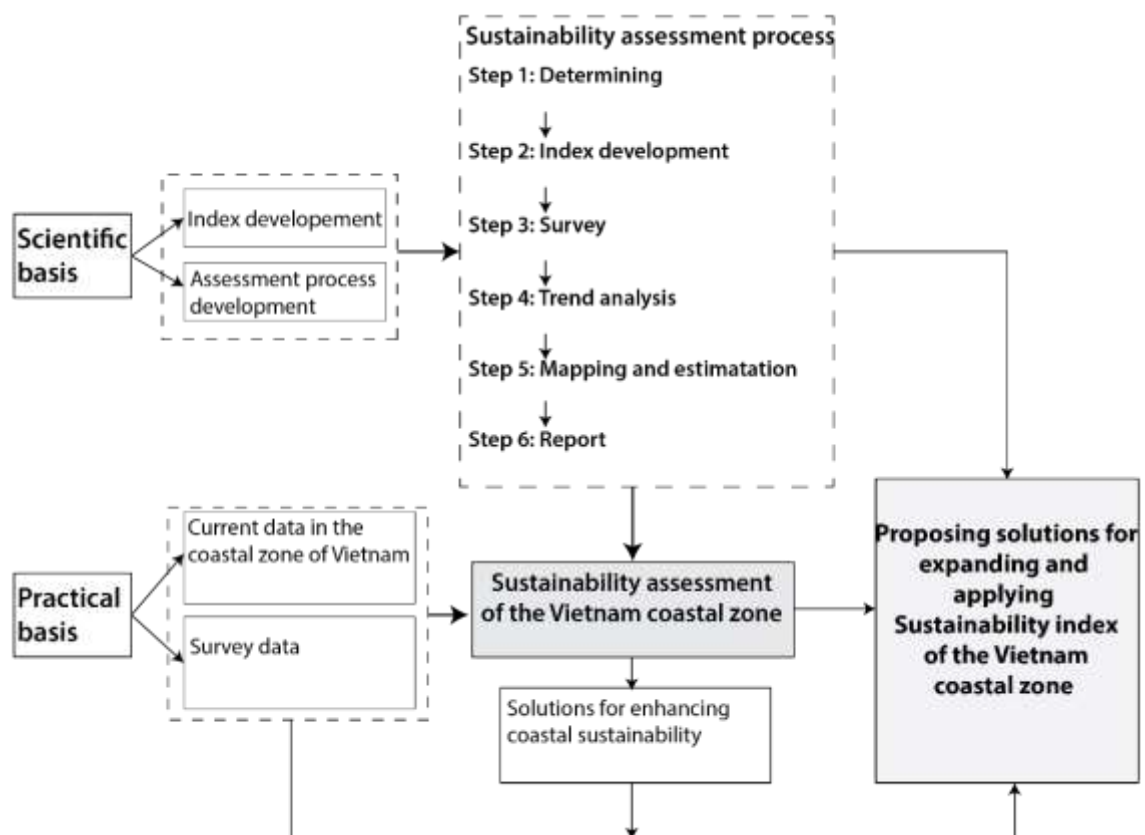 Sustainability assessment process
Step 1: Determining
Step 2: Index development
Step 3: Survey
Step 4: Trend analysis
Step 5: Mapping and estimatation
Step 6: Report
Scientific
basis
Index developement
Assessment process
development
Practical
basis
Current data in the
coastal zone of Vietnam
Survey data
Sustainability assessment
of the Vietnam coastal zone
Solutions for enhancing
coastal sustainability
Proposing solutions for
expanding and
applying
Sustainability index
of the Vietnam
coastal zone